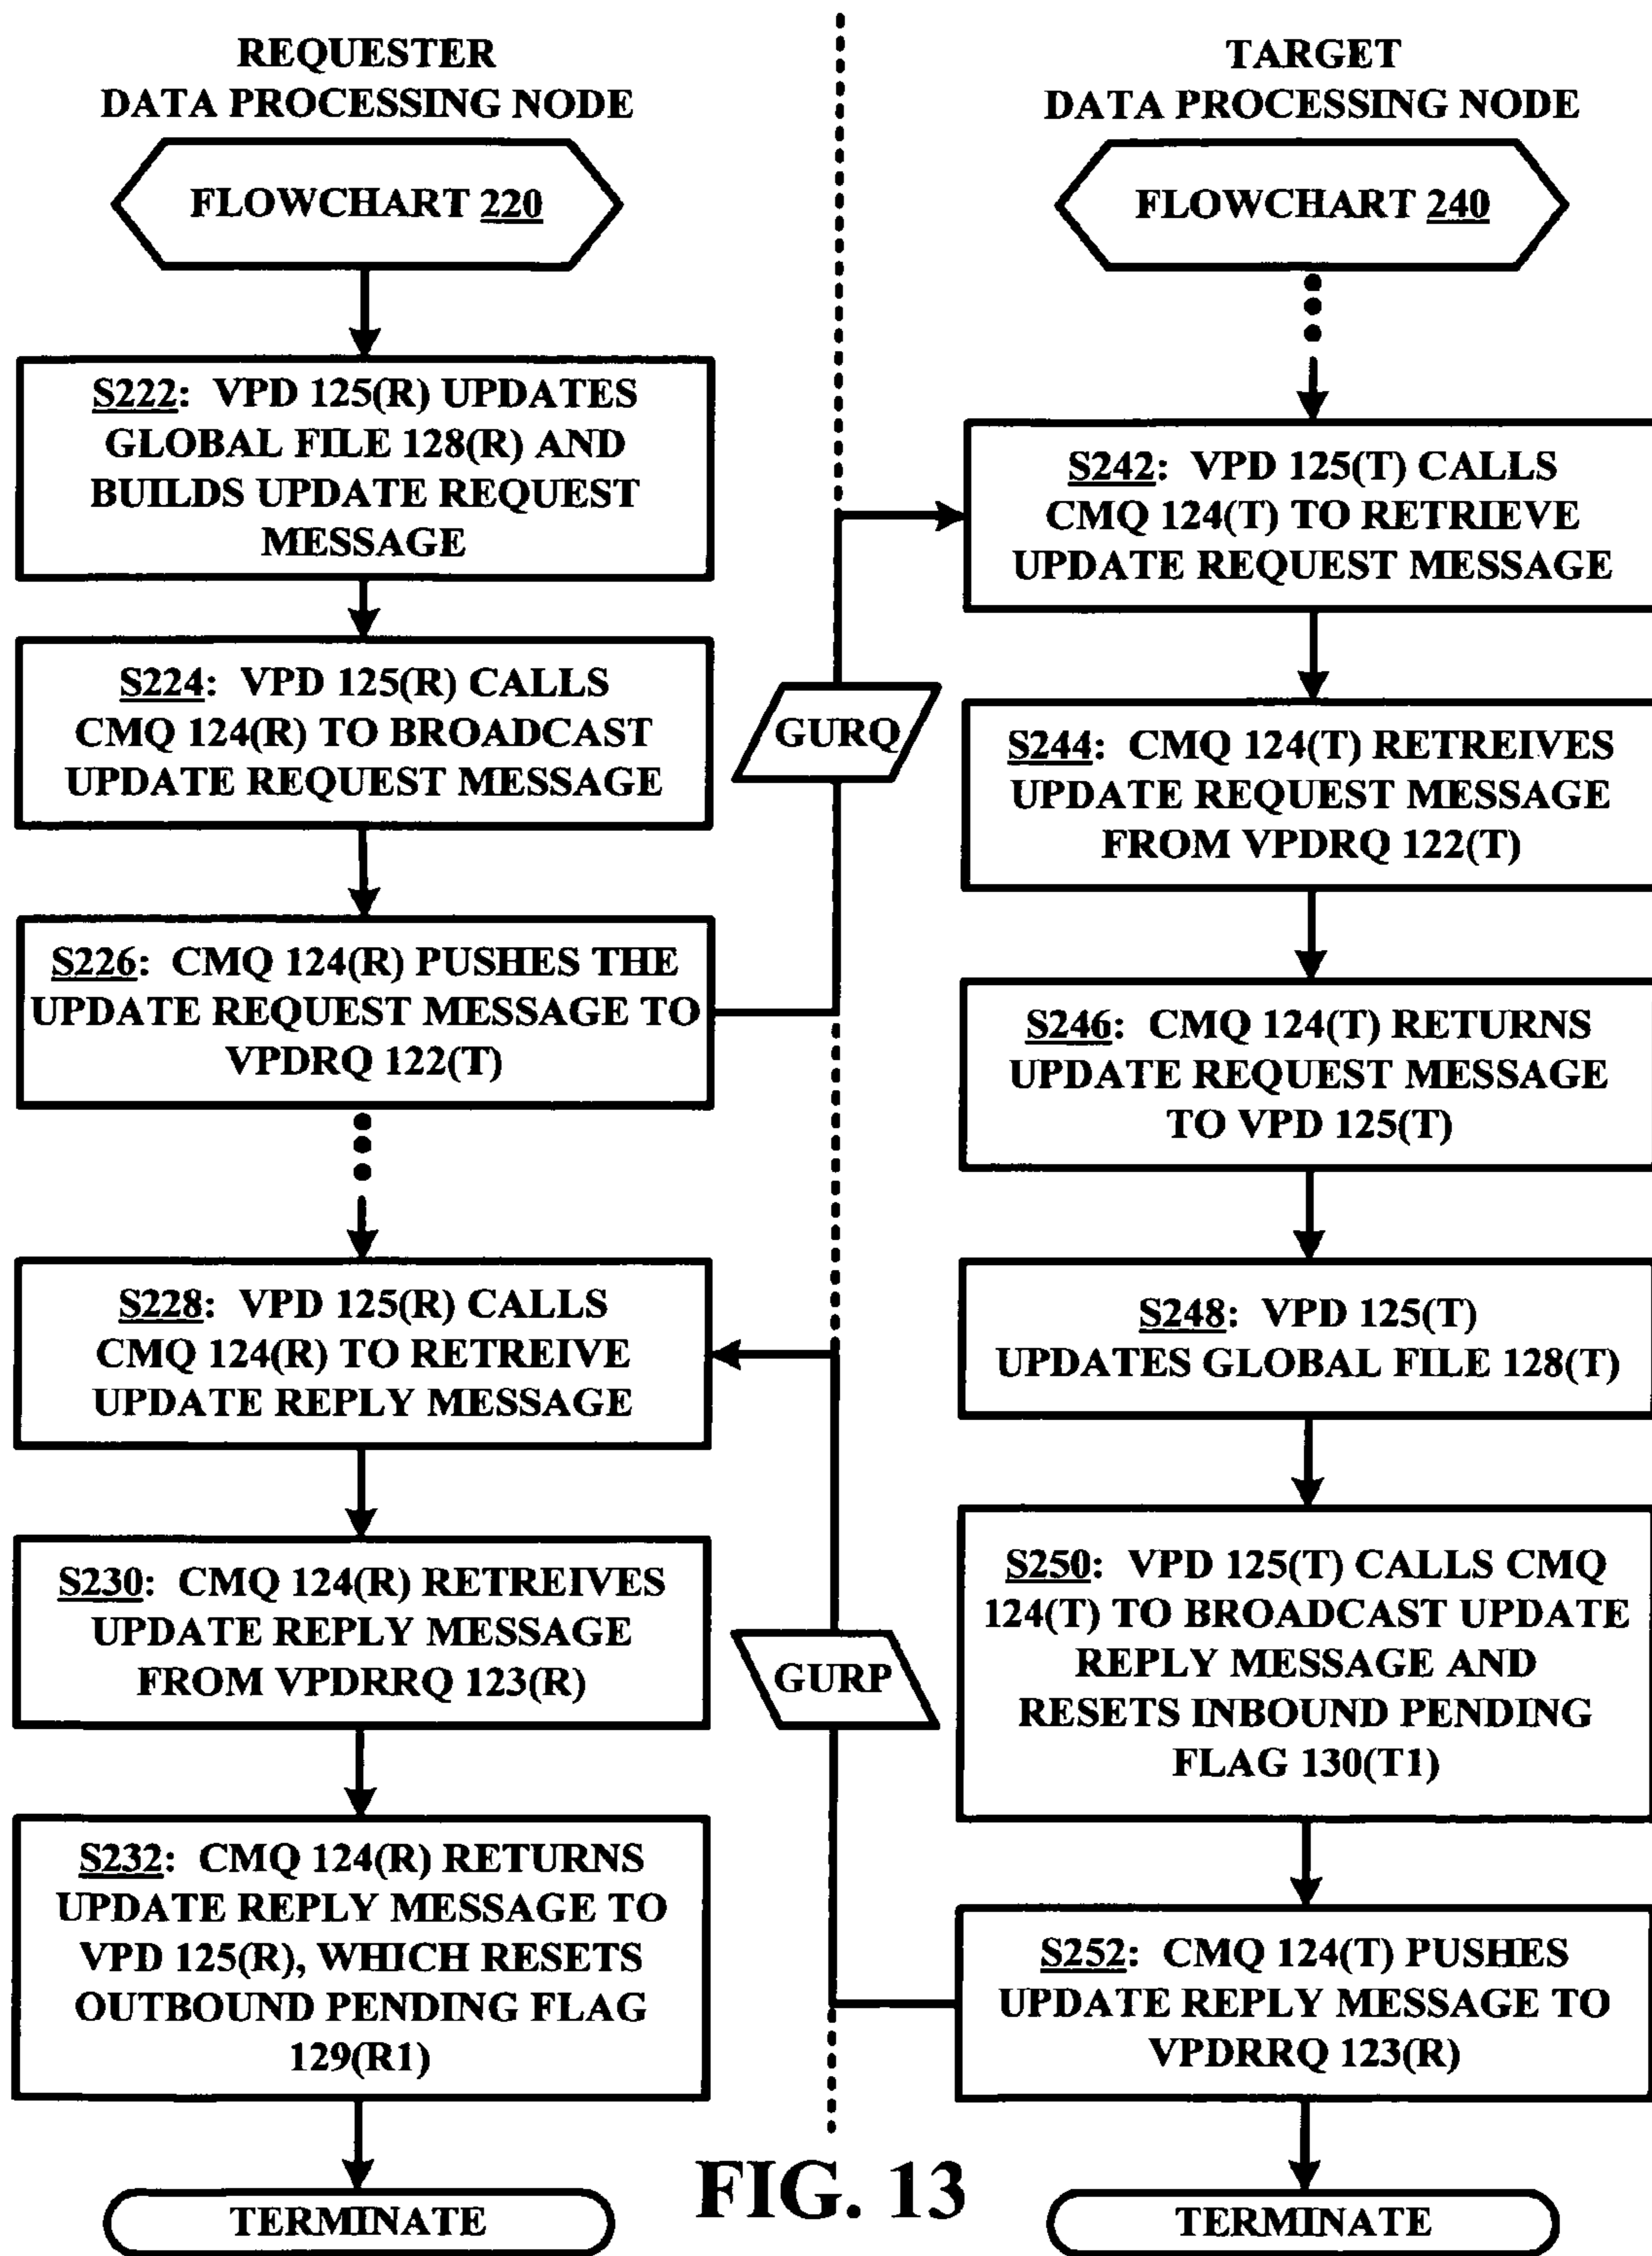 REQUESTER
DATA PROCESSING NODE
FLOWCHART 220
S222: VPD 125(R) UPDATES
GLOBAL FILE 128(R) AND
BUILDS UPDATE REQUEST
MESSAGE
S224: VPD 125(R) CALLS
CMQ 124(R) TO BROADCAST
UPDATE REQUEST MESSAGE
S226: CMQ 124(R) PUSHES THE
UPDATE REQUEST MESSAGE TO
VPDRQ 122(T)
S228: VPD 125(R) CALLS
CMQ 124(R) TO RETREIVE
UPDATE REPLY MESSAGE
S230: CMQ 124(R) RETREIVES
UPDATE REPLY MESSAGE
FROM VPDRRQ 123(R)
S232: CMQ 124(R) RETURNS
UPDATE REPLY MESSAGE TO
VPD 125(R), WHICH RESETS
OUTBOUND PENDING FLAG
129(R1)
TERMINATE
GURQ
GURP
TARGET
DATA PROCESSING NODE
FLOWCHART 240
S242: VPD 125(T) CALLS
CMQ 124(T) TO RETRIEVE
UPDATE REQUEST MESSAGE
S244: CMQ 124(T) RETREIVES
UPDATE REQUEST MESSAGE
FROM VPDRQ 122(T)
S246: CMQ 124(T) RETURNS
UPDATE REQUEST MESSAGE
TO VPD 125(T)
S248: VPD 125(T)
UPDATES GLOBAL FILE 128(T)
S250: VPD 125(T) CALLS CMQ
124(T) TO BROADCAST UPDATE
REPLY MESSAGE AND
RESETS INBOUND PENDING
FLAG 130(T1)
S252: CMQ 124(T) PUSHES
UPDATE REPLY MESSAGE TO
VPDRRQ 123(R)
TERMINATE
FIG. 13